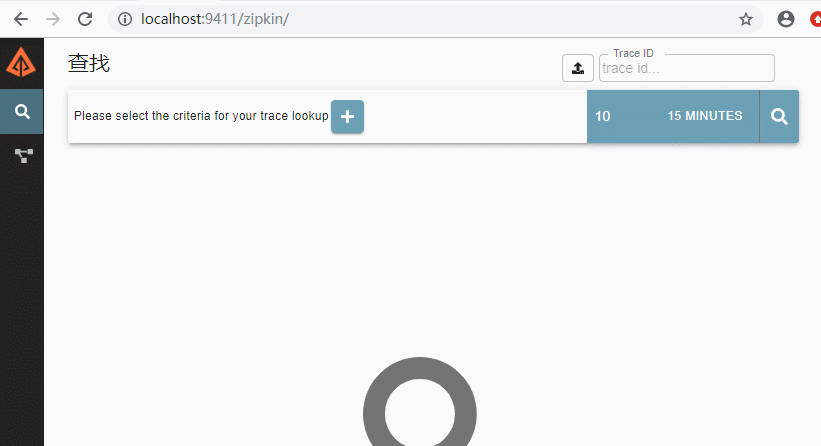 localhost:9411/zipkin/
查找
Trace ID
trace id...
Please select the criteria for your trace lookup
10
15 MINUTES